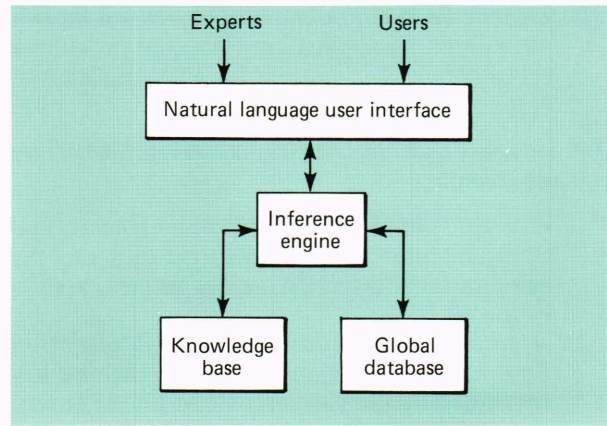 Experts Users
Natural language user interface
Inference
engine
Knowledge
base
Global
database